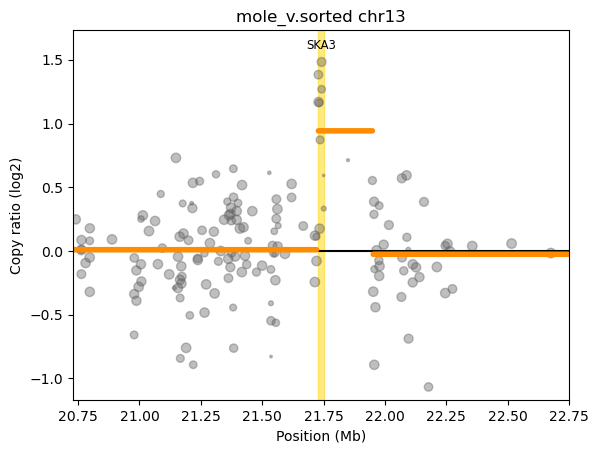 mole_v.sorted chr13
SKA3
Copy ratio (log2)
1.5
1.0
0.5
0.0
−0.5
−1.0
20.75 21.00 21.25 21.50 21.75 22.00 22.25 22.50 22.75
Position (Mb)